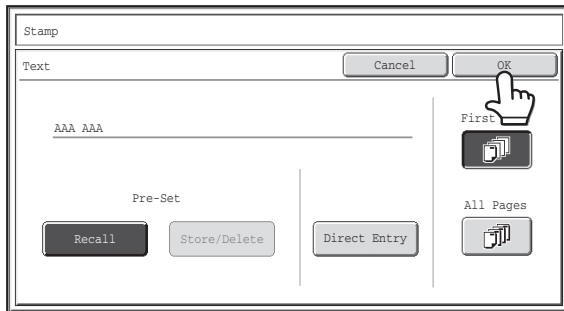 Stamp
Text
Cancel
OK
AAA AAA
First
Pre-Set
Recall
Store/Delete
Direct Entry
All Pages